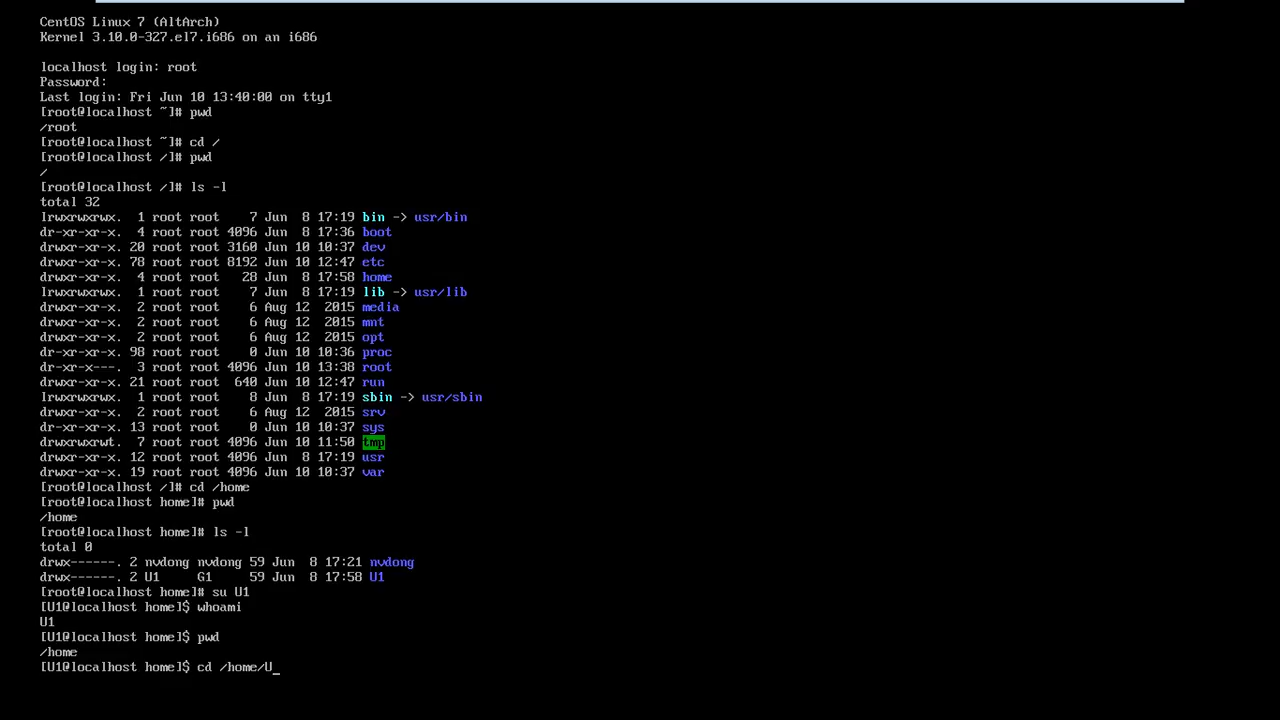 CentOS Linux 7 (AltArch)
Kernel 3.10.0-327.el7.i686 on an i686
localhost login: root
Password:
Last login: Fri Jun 10 13:40:00 on tty1
[root@localhost ~]# pwd
/root
[root@localhost ~]# cd /
[root@localhost /]# pwd
/
[root@localhost /]# ls -l
total 32
lrwxrwxrwx.  1 root root    7 Jun  8 17:19 bin -> usr/bin
dr-xr-xr-x.  4 root root 4096 Jun  8 17:36 boot
drwxr-xr-x. 20 root root 3160 Jun 10 10:37 dev
drwxr-xr-x. 78 root root 8192 Jun 10 12:47 etc
drwxr-xr-x.  4 root root   28 Jun  8 17:58 home
lrwxrwxrwx.  1 root root    7 Jun  8 17:19 lib -> usr/lib
drwxr-xr-x.  2 root root    6 Aug 12  2015 media
drwxr-xr-x.  2 root root    6 Aug 12  2015 mnt
drwxr-xr-x.  2 root root    6 Aug 12  2015 opt
dr-xr-xr-x. 98 root root    0 Jun 10 10:36 proc
dr-xr-x---.  3 root root 4096 Jun 10 13:38 root
drwxr-xr-x. 21 root root  640 Jun 10 12:47 run
lrwxrwxrwx.  1 root root    8 Jun  8 17:19 sbin -> usr/sbin
drwxr-xr-x.  2 root root    6 Aug 12  2015 srv
dr-xr-xr-x. 13 root root    0 Jun 10 10:37 sys
drwxrwxrwt.  7 root root 4096 Jun 10 11:50 tmp
drwxr-xr-x. 12 root root 4096 Jun  8 17:19 usr
drwxr-xr-x. 19 root root 4096 Jun 10 10:37 var
[root@localhost /]# cd /home
[root@localhost home]# pwd
/home
[root@localhost home]# ls -l
total 0
drwx------. 2 nvdong nvdong 59 Jun  8 17:21 nvdong
drwx------. 2 U1     G1     59 Jun  8 17:58 U1
[root@localhost home]# su U1
[U1@localhost home]$ whoami
U1
[U1@localhost home]$ pwd
/home
[U1@localhost home]$ cd /home/U_